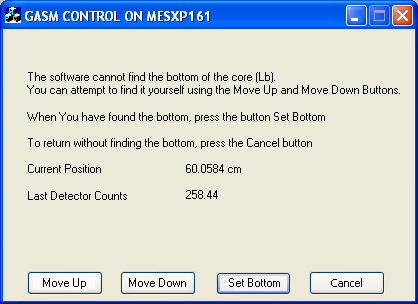 GASM CONTROL ON MESXP161
The software cannot find the bottom of the core (Lb).
You can attempt to find it yourself using the Move Up and Move Down Buttons.
When You have found the bottom, press the button Set Bottom
To return without finding the bottom, press the Cancel button
Current Position 60.0584 cm
Last Detector Counts 258.44
Move Up Move Down Set Bottom Cancel